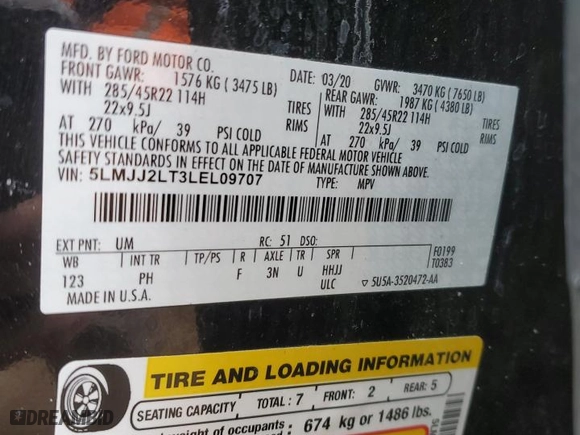 MFD. BY FORD MOTOR CO.
DATE: 03/20 GVWR: 3470 KG (7650 LB)
FRONT GAWR: 1576 KG (3475 LB) REAR GAWR: 1987 KG (4380 LB)
WITH 285/45R22 114H TIRES WITH 285/45R22 114H TIRES
22x9.5J RIMS 22x9.5J RIMS
AT 270 kPa/ 39 PSI COLD AT 270 kPa/ 39 PSI COLD
THIS VEHICLE CONFORMS TO ALL APPLICABLE FEDERAL MOTOR VEHICLE
SAFETY STANDARDS IN EFFECT ON THE DATE OF MANUFACTURE SHOWN ABOVE.
VIN: 5LMJJ2LT3LEL09707 TYPE: MPV
EXT PNT: UM RC: 51 DSO:
WB INT TR TP/PS R AXLE TR SPR F0199
T0383
123 PH F 3N U HHJJ
ULC
MADE IN U.S.A. 5U5A-3520472-AA
TIRE AND LOADING INFORMATION
SEATING CAPACITY TOTAL: 7 FRONT: 2 REAR: 5
weight of occupants 674 kg or 1486 lbs.
DREAMBID